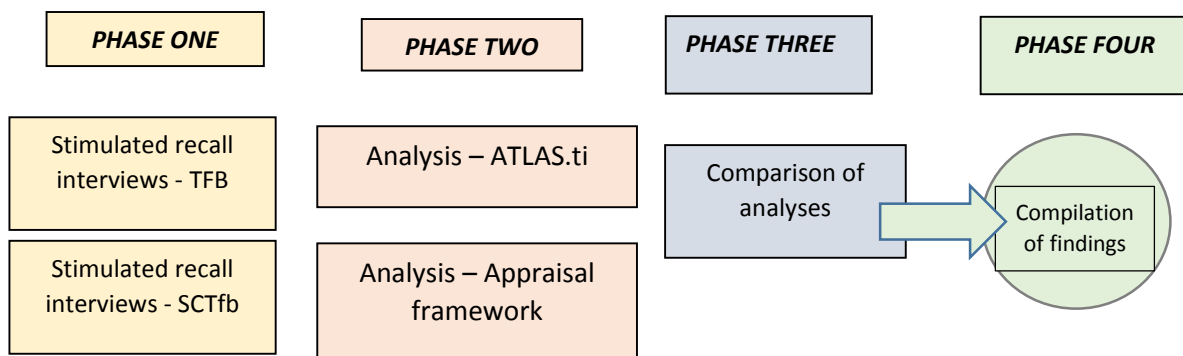 PHASE ONE
PHASE TWO
PHASE THREE
PHASE FOUR
Stimulated recall
interviews - TFB
Stimulated recall
interviews - SCTfb
Analysis – ATLAS.ti
Analysis – Appraisal
framework
Comparison of
analyses
Compilation
of findings